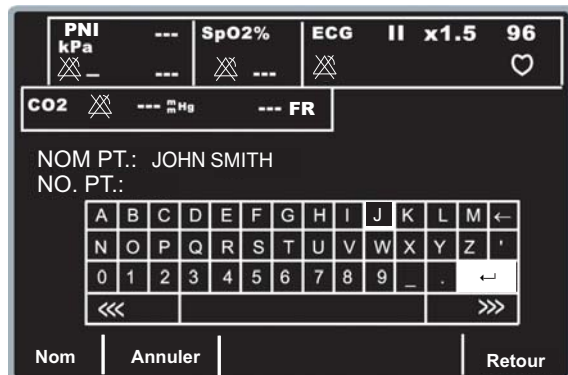 PNI --- SpO2% ECG II x1.5 96
kPa
_ --- ---
CO2 --- mmHg --- FR
NOM PT.: JOHN SMITH
NO. PT.:
A B C D E F G H I J K L M ←
N O P Q R S T U V W X Y Z '
0 1 2 3 4 5 6 7 8 9 _ . ↵
<<< >>>
Nom Annuler Retour